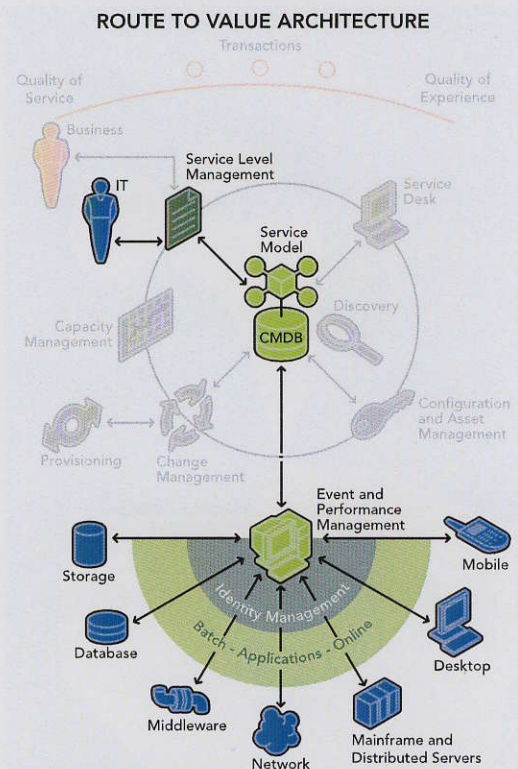 ROUTE TO VALUE ARCHITECTURE
Transactions
Quality of
Service
Quality of
Experience
Business
Service Level
Management
IT
Service
Desk
Service
Model
Discovery
Capacity
Management
CMDB
Configuration
and Asset
Management
Provisioning
Change
Management
Event and
Performance
Management
Storage
Mobile
Identity Management
Batch - Applications - Online
Database
Desktop
Middleware
Network
Mainframe and
Distributed Servers